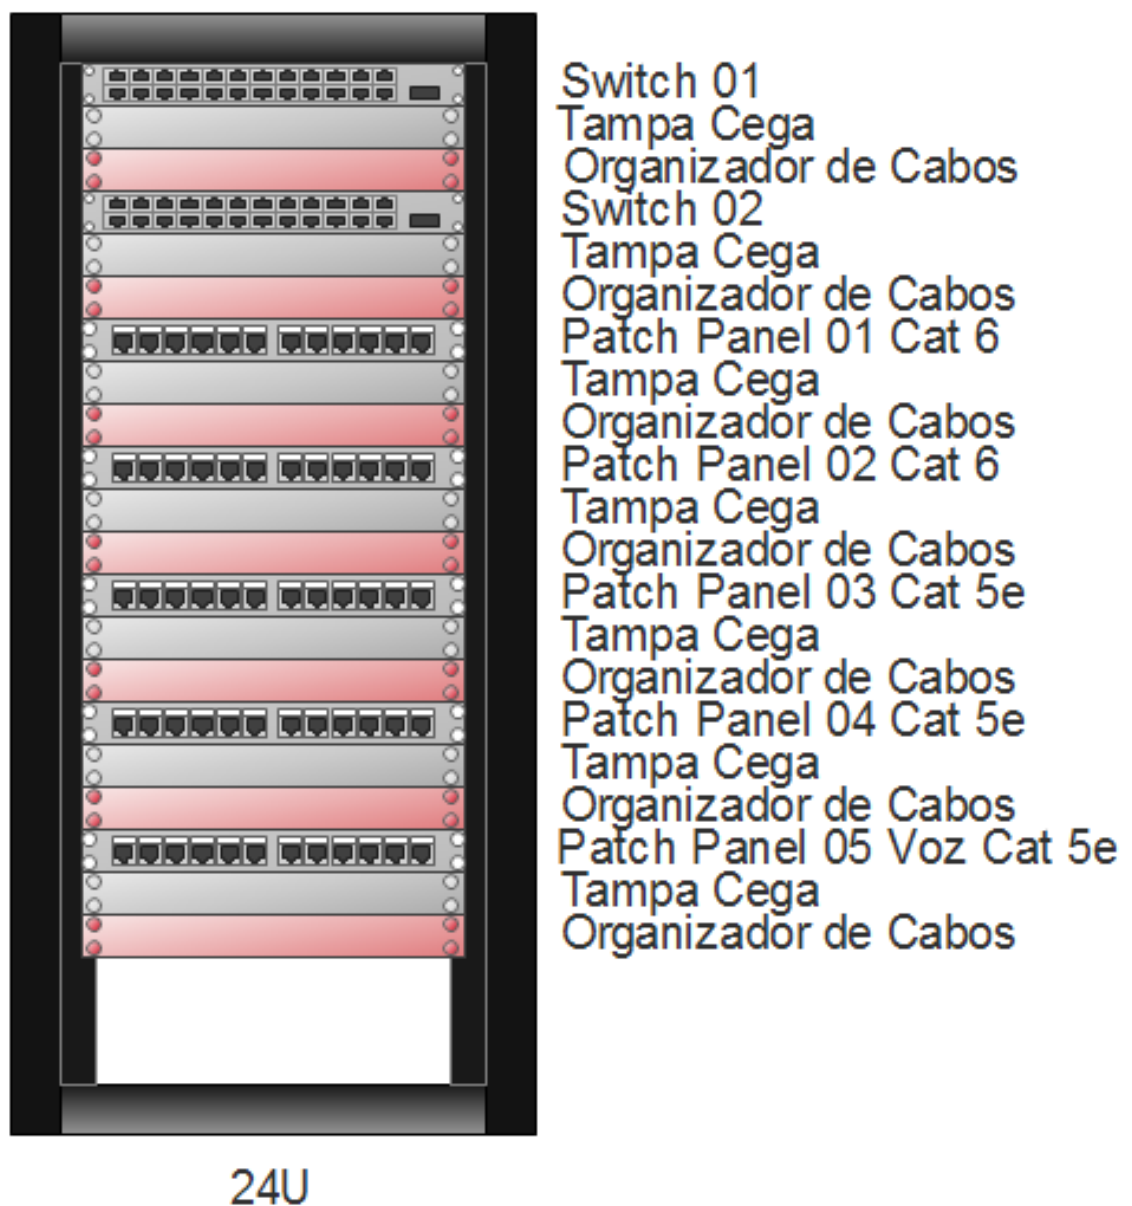 Switch 01
Tampa Cega
Organizador de Cabos
Switch 02
Tampa Cega
Organizador de Cabos
Patch Panel 01 Cat 6
Tampa Cega
Organizador de Cabos
Patch Panel 02 Cat 6
Tampa Cega
Organizador de Cabos
Patch Panel 03 Cat 5e
Tampa Cega
Organizador de Cabos
Patch Panel 04 Cat 5e
Tampa Cega
Organizador de Cabos
Patch Panel 05 Voz Cat 5e
Tampa Cega
Organizador de Cabos
24U